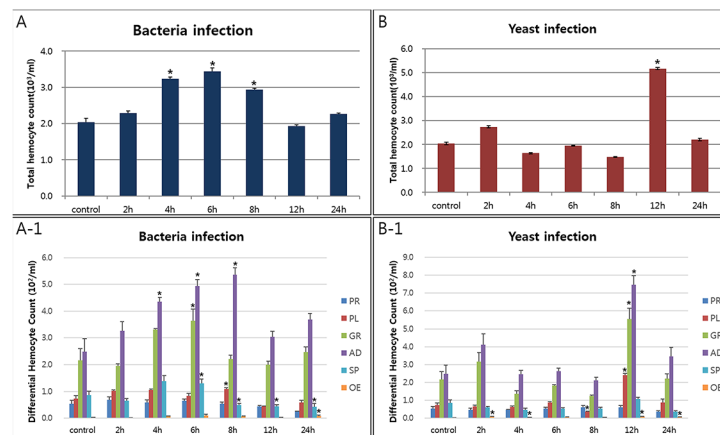 A
Bacteria infection
Total hemocyte count(10³/ml)
4.0
3.0
2.0
1.0
0.0
* * *
control 2h 4h 6h 8h 12h 24h
B
Yeast infection
Total hemocyte count(10³/ml)
6.0
5.0
4.0
3.0
2.0
1.0
0.0
*
control 2h 4h 6h 8h 12h 24h
A-1
Bacteria infection
Differential Hemocyte Count (10²/ml)
6.0
5.0
4.0
3.0
2.0
1.0
0.0
control 2h 4h 6h 8h 12h 24h
PR
PL
GR
AD
SP
OE
B-1
Yeast infection
Differential Hemocyte Count (10²/ml)
9.0
8.0
7.0
6.0
5.0
4.0
3.0
2.0
1.0
0.0
control 2h 4h 6h 8h 12h 24h
PR
PL
GR
AD
SP
OE